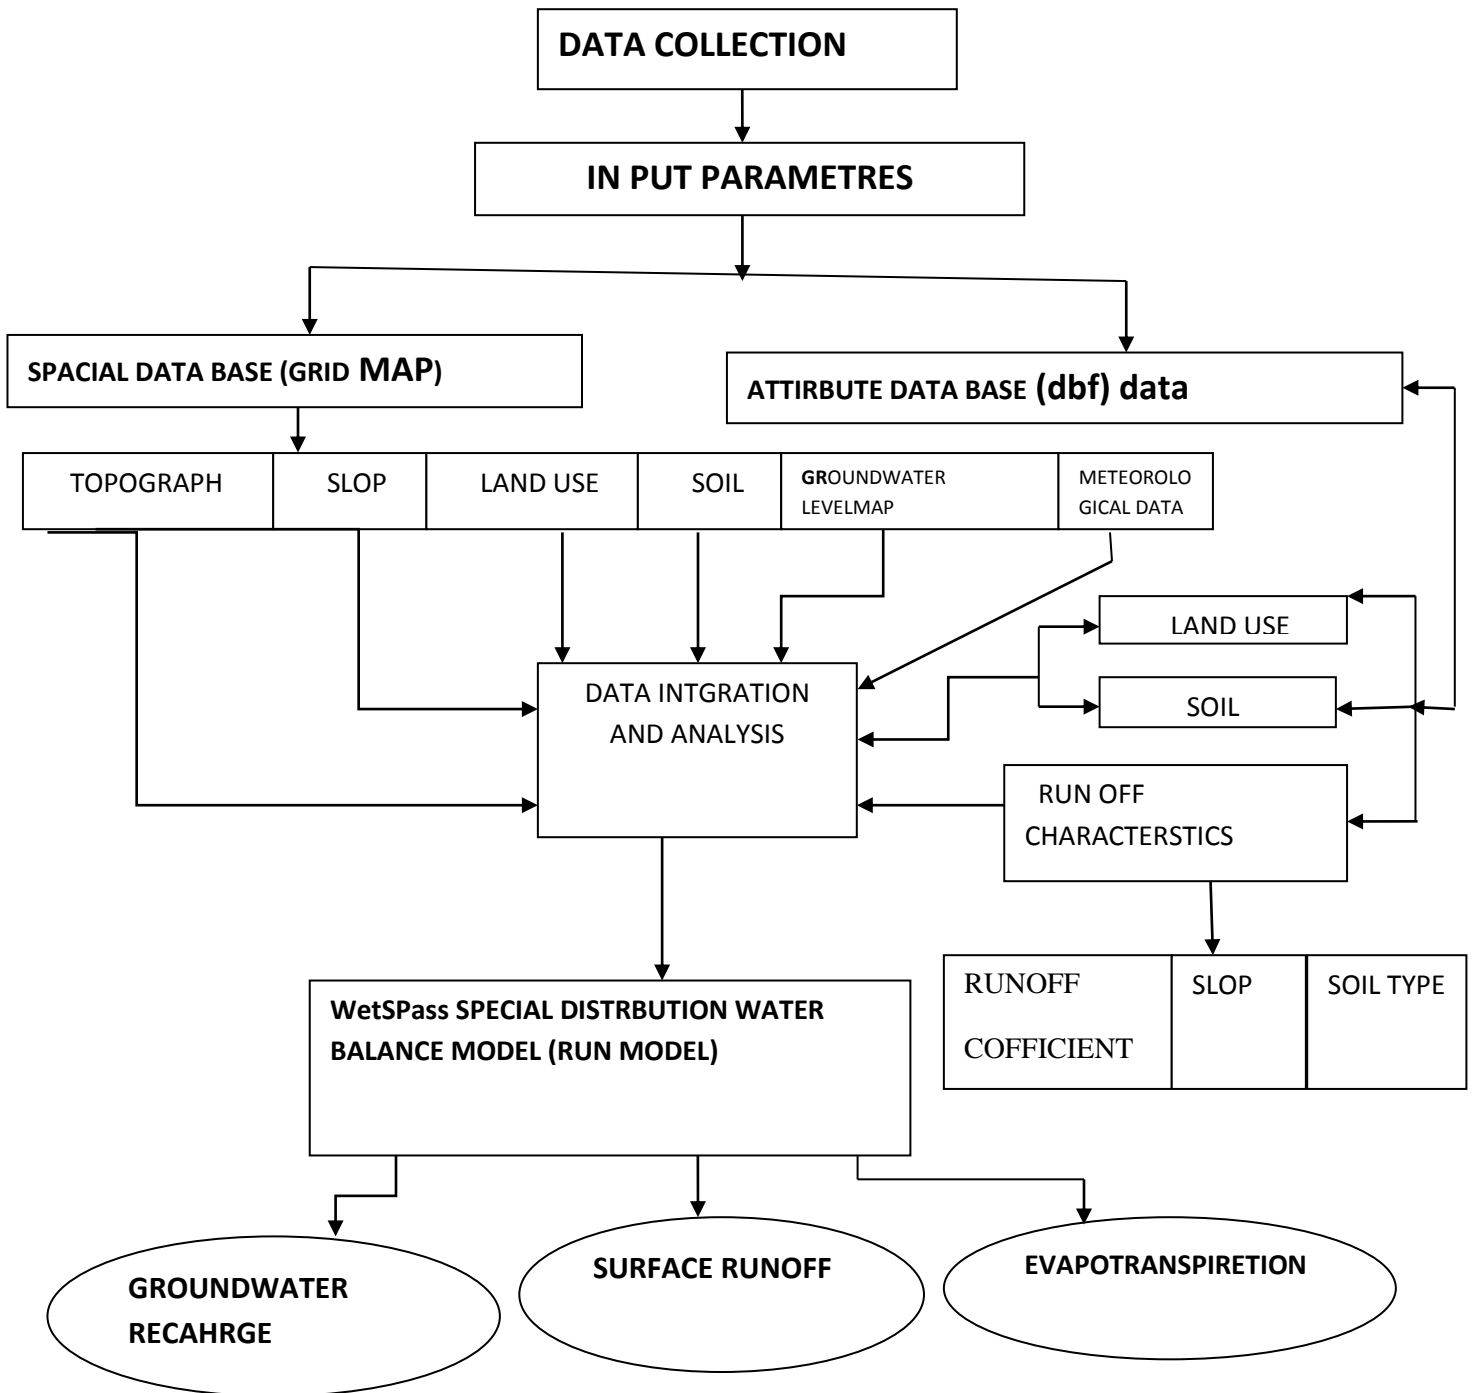 DATA COLLECTION
IN PUT PARAMETRES
SPACIAL DATA BASE (GRID MAP)
ATTIRBUTE DATA BASE (dbf) data
TOPOGRAPH
SLOP
LAND USE
SOIL
GROUNDWATER
LEVELMAP
METEOROLO
GICAL DATA
LAND USE
SOIL
DATA INTGRATION
AND ANALYSIS
RUN OFF
CHARACTERSTICS
RUNOFF
COFFICIENT
SLOP
SOIL TYPE
WetSPass SPECIAL DISTRBUTION WATER
BALANCE MODEL (RUN MODEL)
GROUNDWATER
RECAHRGE
SURFACE RUNOFF
EVAPOTRANSPIRETION